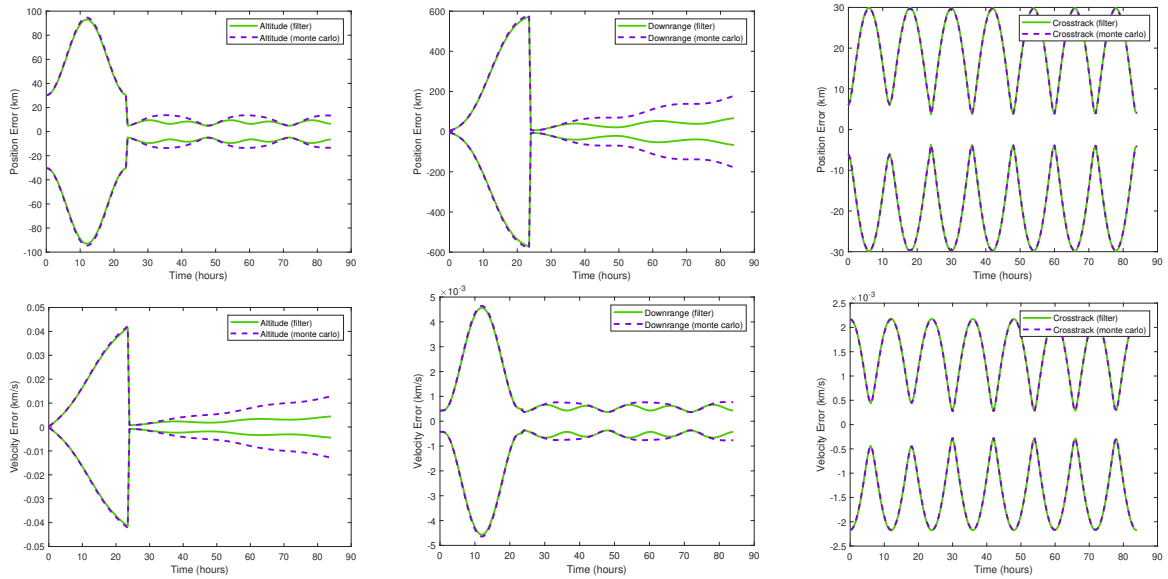 100
80
60
40
20
0
-20
-40
-60
-80
-100
Position Error (km)
0 10 20 30 40 50 60 70 80 90
Time (hours)
Altitude (filter)
Altitude (monte carlo)
600
400
200
0
-200
-400
-600
Position Error (km)
0 10 20 30 40 50 60 70 80 90
Time (hours)
Downrange (filter)
Downrange (monte carlo)
30
20
10
0
-10
-20
-30
Position Error (km)
0 10 20 30 40 50 60 70 80 90
Time (hours)
Crosstrack (filter)
Crosstrack (monte carlo)
0.05
0.04
0.03
0.02
0.01
0
-0.01
-0.02
-0.03
-0.04
-0.05
Velocity Error (km/s)
0 10 20 30 40 50 60 70 80 90
Time (hours)
Altitude (filter)
Altitude (monte carlo)
×10⁻³
5
4
3
2
1
0
-1
-2
-3
-4
-5
Velocity Error (km/s)
0 10 20 30 40 50 60 70 80 90
Time (hours)
Downrange (filter)
Downrange (monte carlo)
×10⁻³
2.5
2
1.5
1
0.5
0
-0.5
-1
-1.5
-2
-2.5
Velocity Error (km/s)
0 10 20 30 40 50 60 70 80 90
Time (hours)
Crosstrack (filter)
Crosstrack (monte carlo)